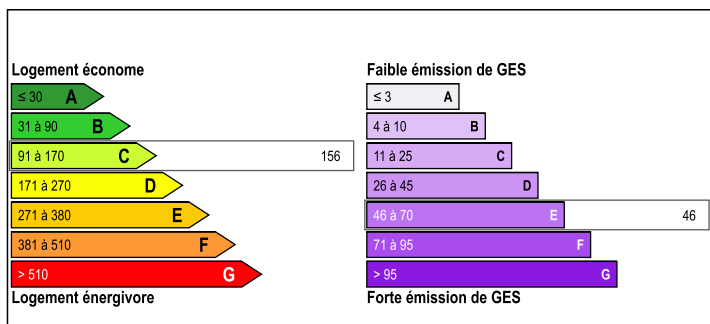 Logement économe
≤ 30 A
31 à 90 B
91 à 170 C 156
171 à 270 D
271 à 380 E
381 à 510 F
> 510 G
Logement énergivore
Faible émission de GES
≤ 3 A
4 à 10 B
11 à 25 C
26 à 45 D
46 à 70 E 46
71 à 95 F
> 95 G
Forte émission de GES